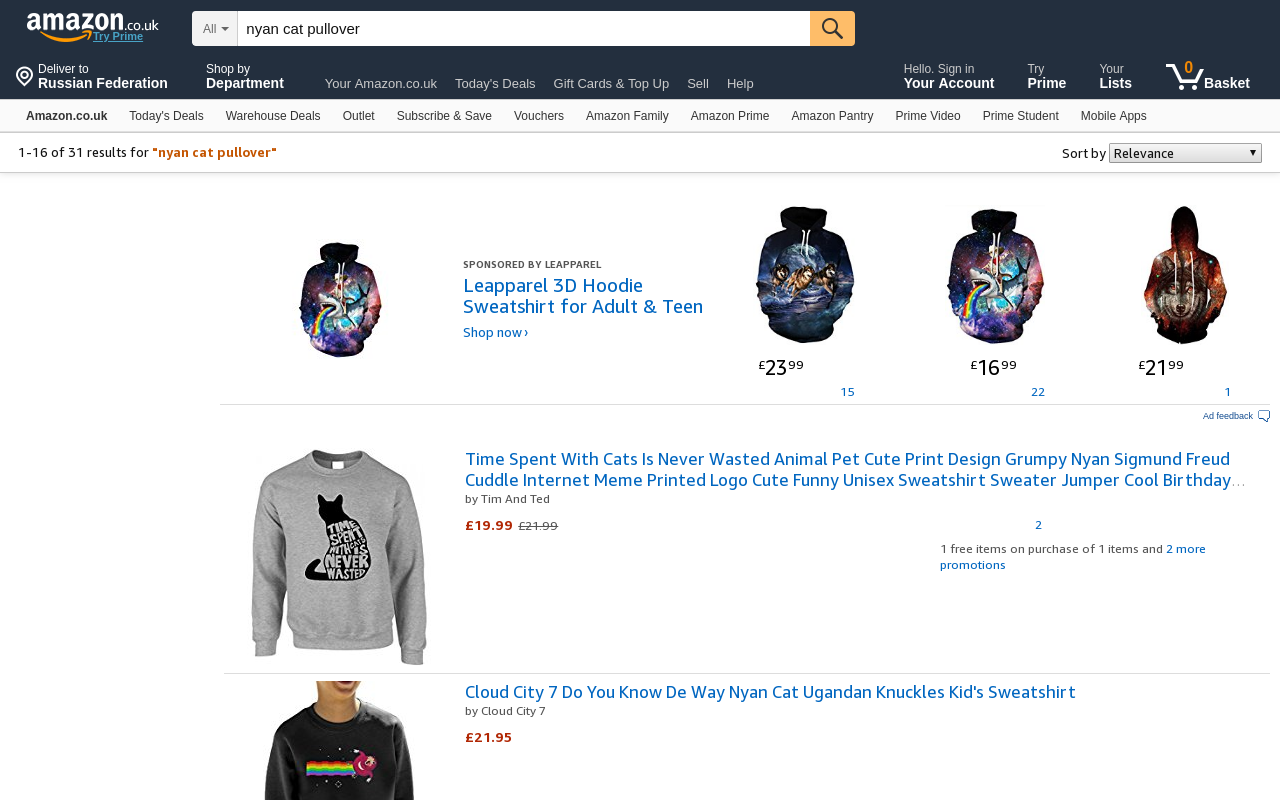 amazon.co.uk
Try Prime
All
nyan cat pullover
Deliver to
Russian Federation
Shop by
Department
Your Amazon.co.uk
Today's Deals
Gift Cards & Top Up
Sell
Help
Hello. Sign in
Your Account
Try
Prime
Your
Lists
0
Basket
Amazon.co.uk
Today's Deals
Warehouse Deals
Outlet
Subscribe & Save
Vouchers
Amazon Family
Amazon Prime
Amazon Pantry
Prime Video
Prime Student
Mobile Apps
1-16 of 31 results for "nyan cat pullover"
Sort by Relevance
SPONSORED BY LEAPPAREL
Leapparel 3D Hoodie
Sweatshirt for Adult & Teen
Shop now ›
£23 99
£16 99
£21 99
15
22
1
Ad feedback
Time Spent With Cats Is Never Wasted Animal Pet Cute Print Design Grumpy Nyan Sigmund Freud
Cuddle Internet Meme Printed Logo Cute Funny Unisex Sweatshirt Sweater Jumper Cool Birthday...
by Tim And Ted
£19.99 £21.99
2
1 free items on purchase of 1 items and 2 more
promotions
TIME
SPENT
WITH CATS
IS
NEVER
WASTED
Cloud City 7 Do You Know De Way Nyan Cat Ugandan Knuckles Kid's Sweatshirt
by Cloud City 7
£21.95